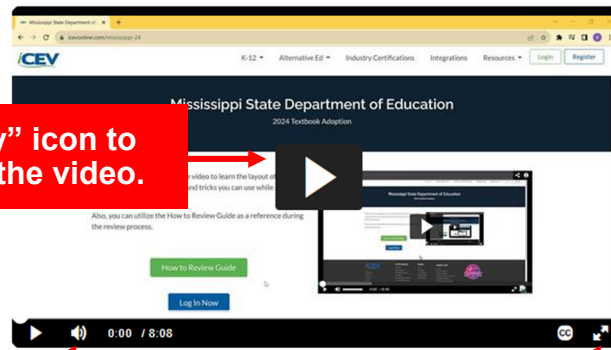 Mississippi State Department of
icevonline.com/mississippi-24
iCEV
K-12
Alternative Ed
Industry Certifications
Integrations
Resources
Login
Register
Mississippi State Department of Education
2024 Textbook Adoption
y” icon to
the video.
video to learn the layout of
and tricks you can use while
Also, you can utilize the How to Review Guide as a reference during
the review process.
How to Review Guide
Log In Now
0:00 / 8:08
CC